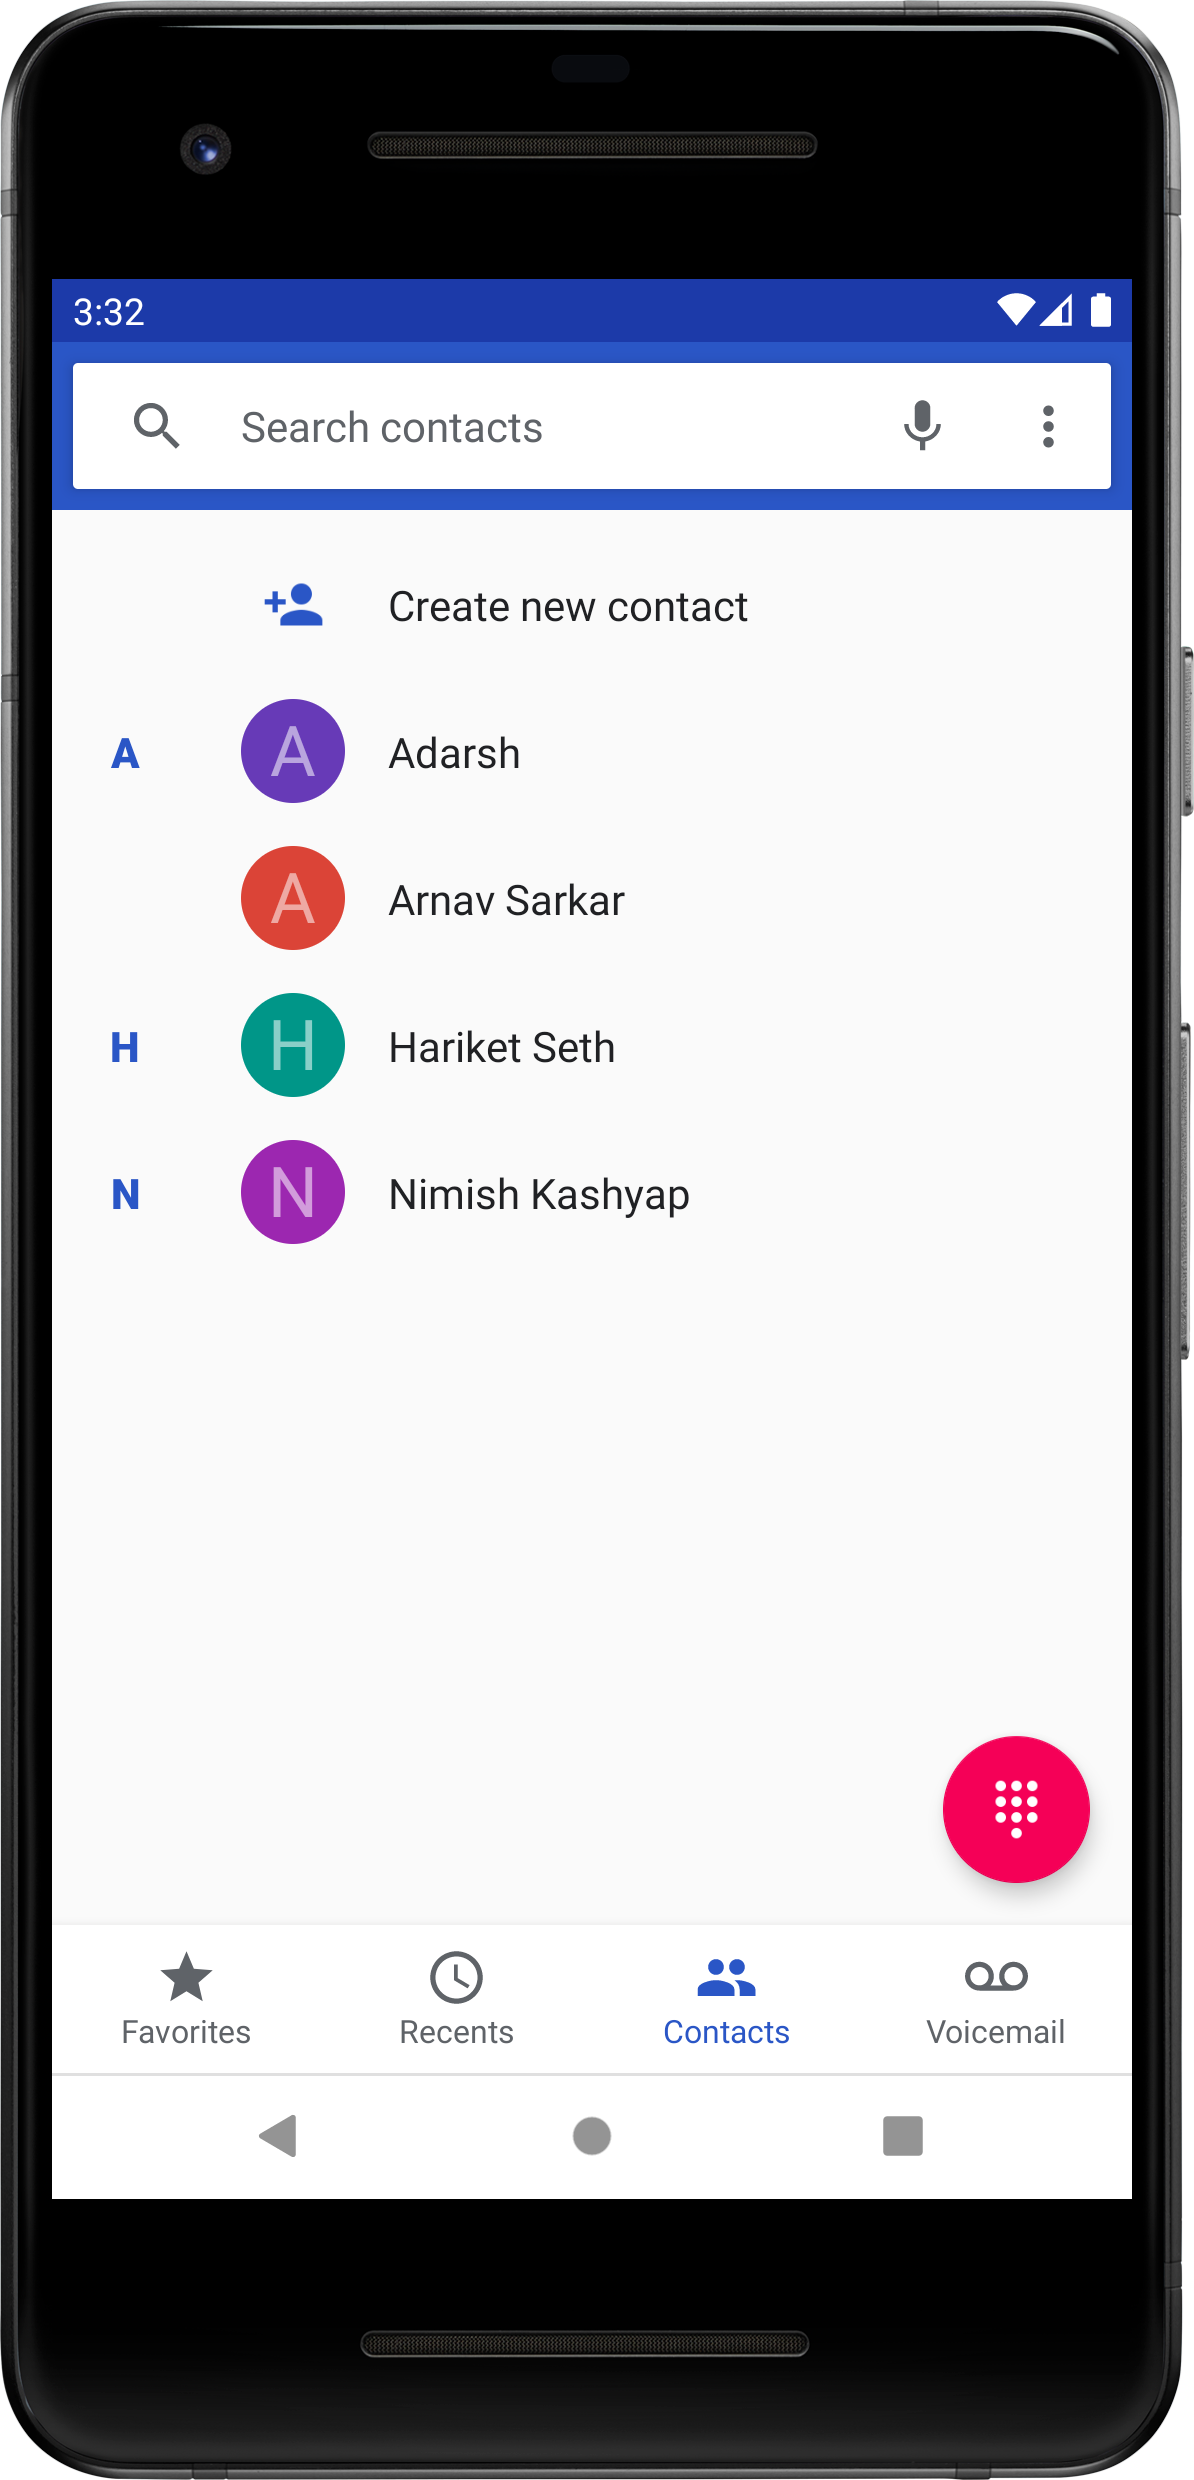 3:32
Search contacts
Create new contact
A
A
Adarsh
A
Arnav Sarkar
H
H
Hariket Seth
N
N
Nimish Kashyap
Favorites
Recents
Contacts
Voicemail